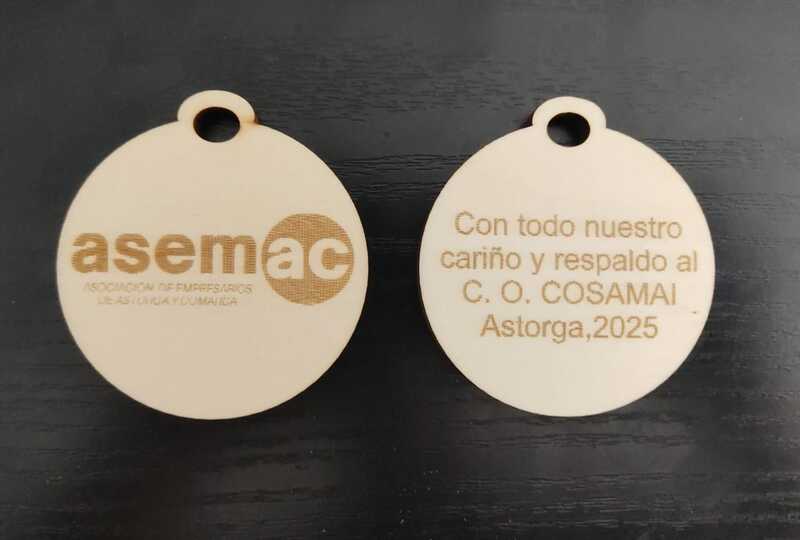 asemac
ASOCIACIÓN DE EMPRESARIOS
DE ASTORGA Y COMARCA
Con todo nuestro
cariño y respaldo al
C. O. COSAMAI
Astorga,2025